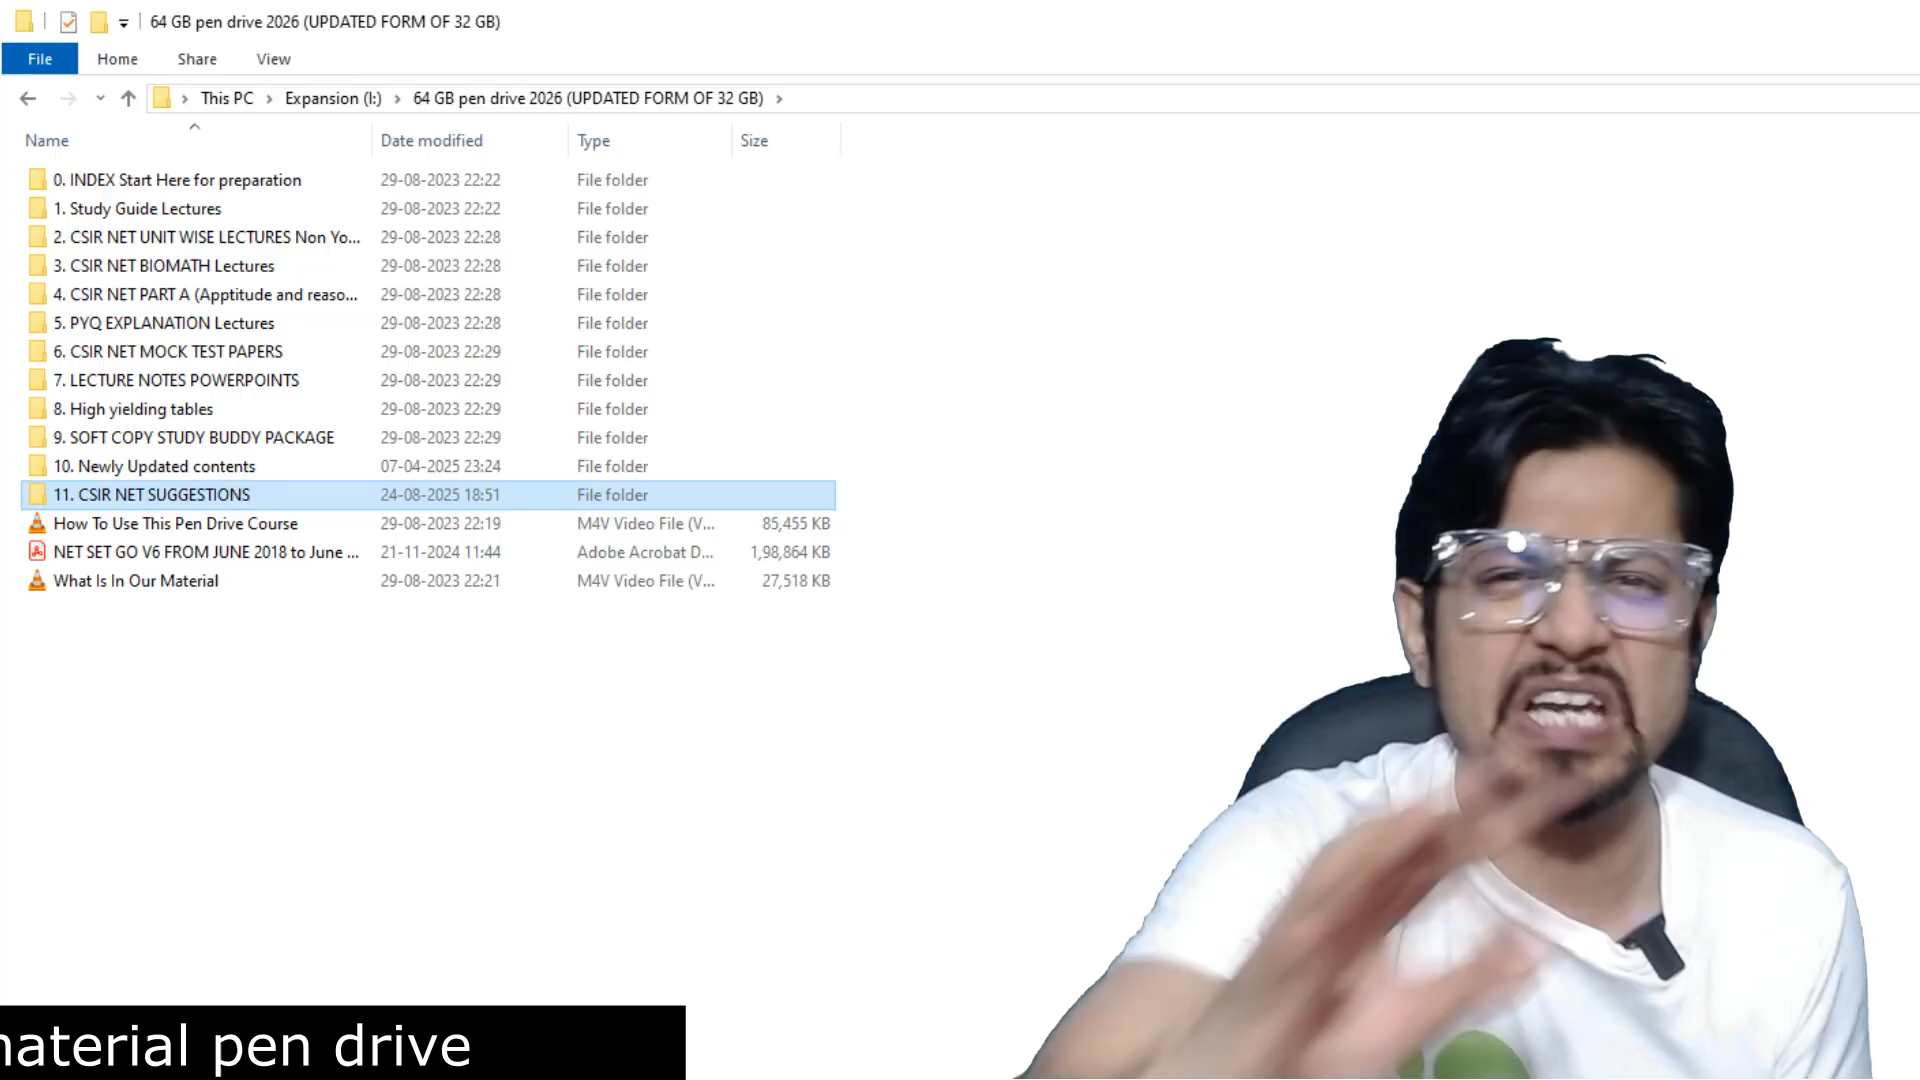 64 GB pen drive 2026 (UPDATED FORM OF 32 GB)
File Home Share View
This PC > Expansion (I:) > 64 GB pen drive 2026 (UPDATED FORM OF 32 GB) >
Name Date modified Type Size
0. INDEX Start Here for preparation 29-08-2023 22:22 File folder
1. Study Guide Lectures 29-08-2023 22:22 File folder
2. CSIR NET UNIT WISE LECTURES Non Yo... 29-08-2023 22:28 File folder
3. CSIR NET BIOMATH Lectures 29-08-2023 22:28 File folder
4. CSIR NET PART A (Apptitude and reaso... 29-08-2023 22:28 File folder
5. PYQ EXPLANATION Lectures 29-08-2023 22:28 File folder
6. CSIR NET MOCK TEST PAPERS 29-08-2023 22:29 File folder
7. LECTURE NOTES POWERPOINTS 29-08-2023 22:29 File folder
8. High yielding tables 29-08-2023 22:29 File folder
9. SOFT COPY STUDY BUDDY PACKAGE 29-08-2023 22:29 File folder
10. Newly Updated contents 07-04-2025 23:24 File folder
11. CSIR NET SUGGESTIONS 24-08-2025 18:51 File folder
How To Use This Pen Drive Course 29-08-2023 22:19 M4V Video File (V... 85,455 KB
NET SET GO V6 FROM JUNE 2018 to June ... 21-11-2024 11:44 Adobe Acrobat D... 1,98,864 KB
What Is In Our Material 29-08-2023 22:21 M4V Video File (V... 27,518 KB
material pen drive